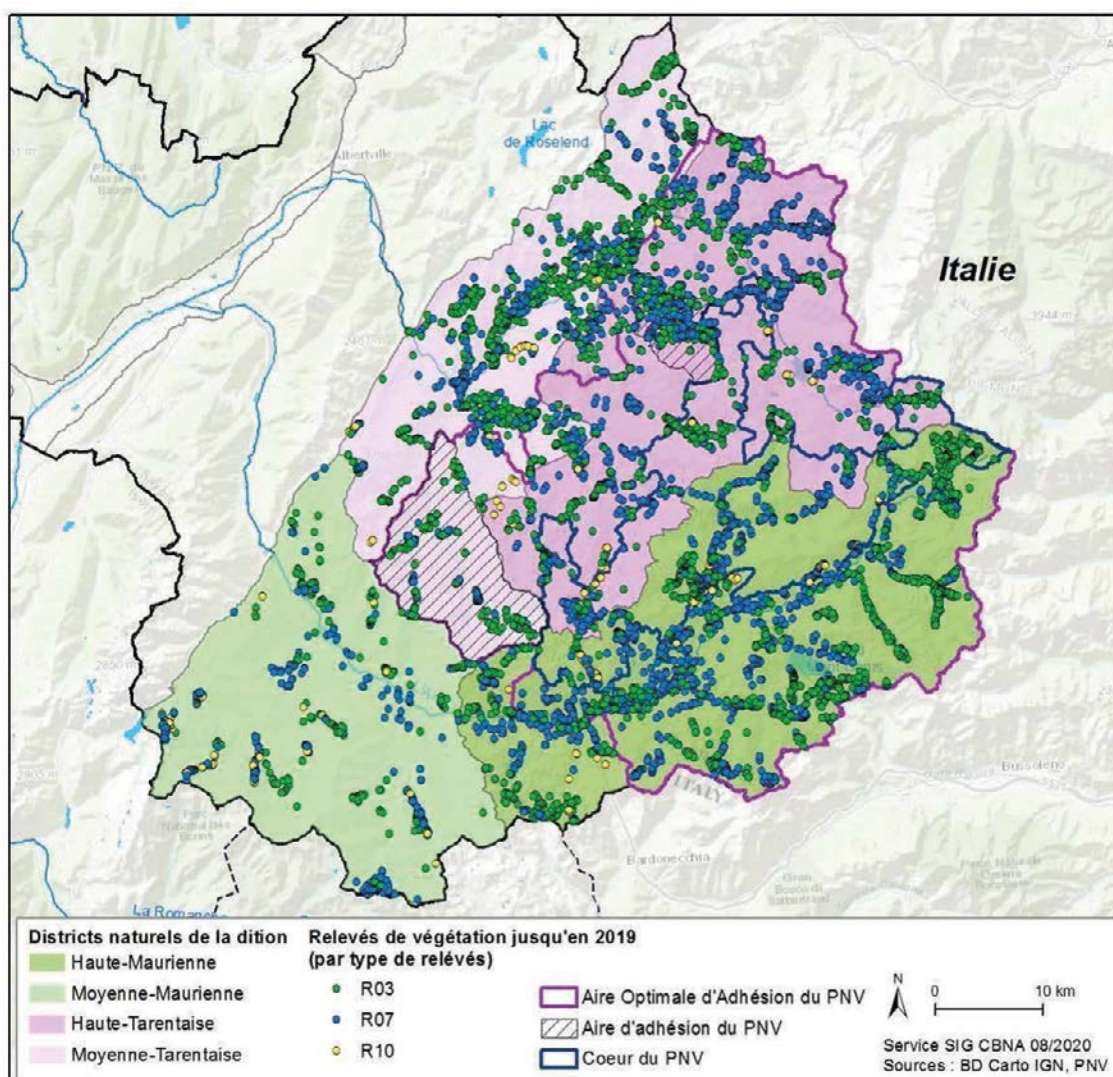 Lac
de Roselend
Albertville
Italie
ITALY
Bussoleno
Bardonecchia
La Romanche
Districts naturels de la dition
Haute-Maurienne
Moyenne-Maurienne
Haute-Tarentaise
Moyenne-Tarentaise
Relevés de végétation jusqu'en 2019
(par type de relévés)
R03
R07
R10
Aire Optimale d'Adhésion du PNV
Aire d'adhésion du PNV
Coeur du PNV
N
0 10 km
Service SIG CBNA 08/2020
Sources : BD Carto IGN, PNV